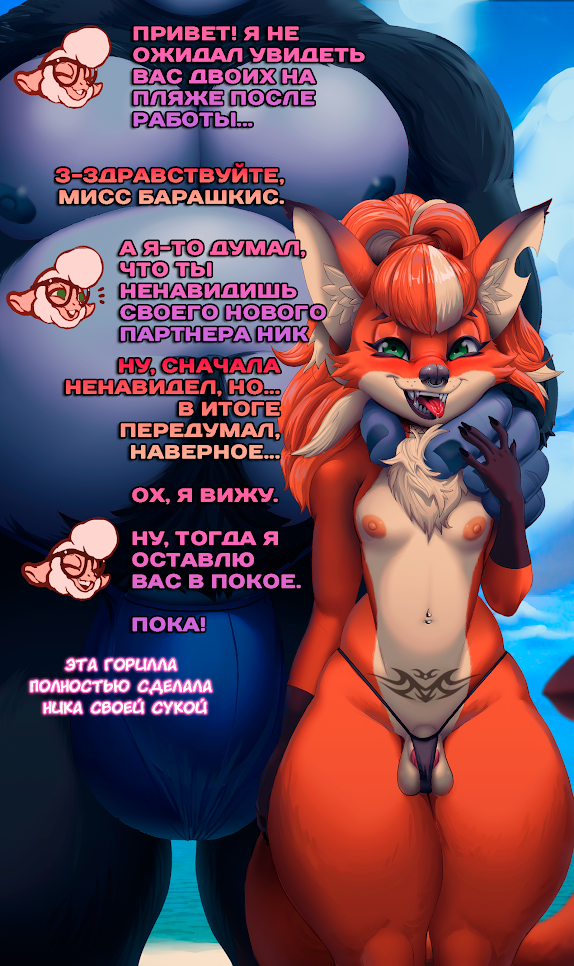 ПРИВЕТ! Я НЕ
ОЖИДАЛ УВИДЕТЬ
ВАС ДВОИХ НА
ПЛЯЖЕ ПОСЛЕ
РАБОТЫ...
З-ЗДРАВСТВУЙТЕ,
МИСС БАРАШКИС.
А Я-ТО ДУМАЛ,
ЧТО ТЫ
НЕНАВИДИШЬ
СВОЕГО НОВОГО
ПАРТНЕРА НИК
НУ, СНАЧАЛА
НЕНАВИДЕЛ, НО...
В ИТОГЕ
ПЕРЕДУМАЛ,
НАВЕРНОЕ...
ОХ, Я ВИЖУ.
НУ, ТОГДА Я
ОСТАВЛЮ
ВАС В ПОКОЕ.
ПОКА!
ЭТА ГОРИЛЛА
ПОЛНОСТЬЮ СДЕЛАЛА
НИКА СВОЕЙ СУКОЙ